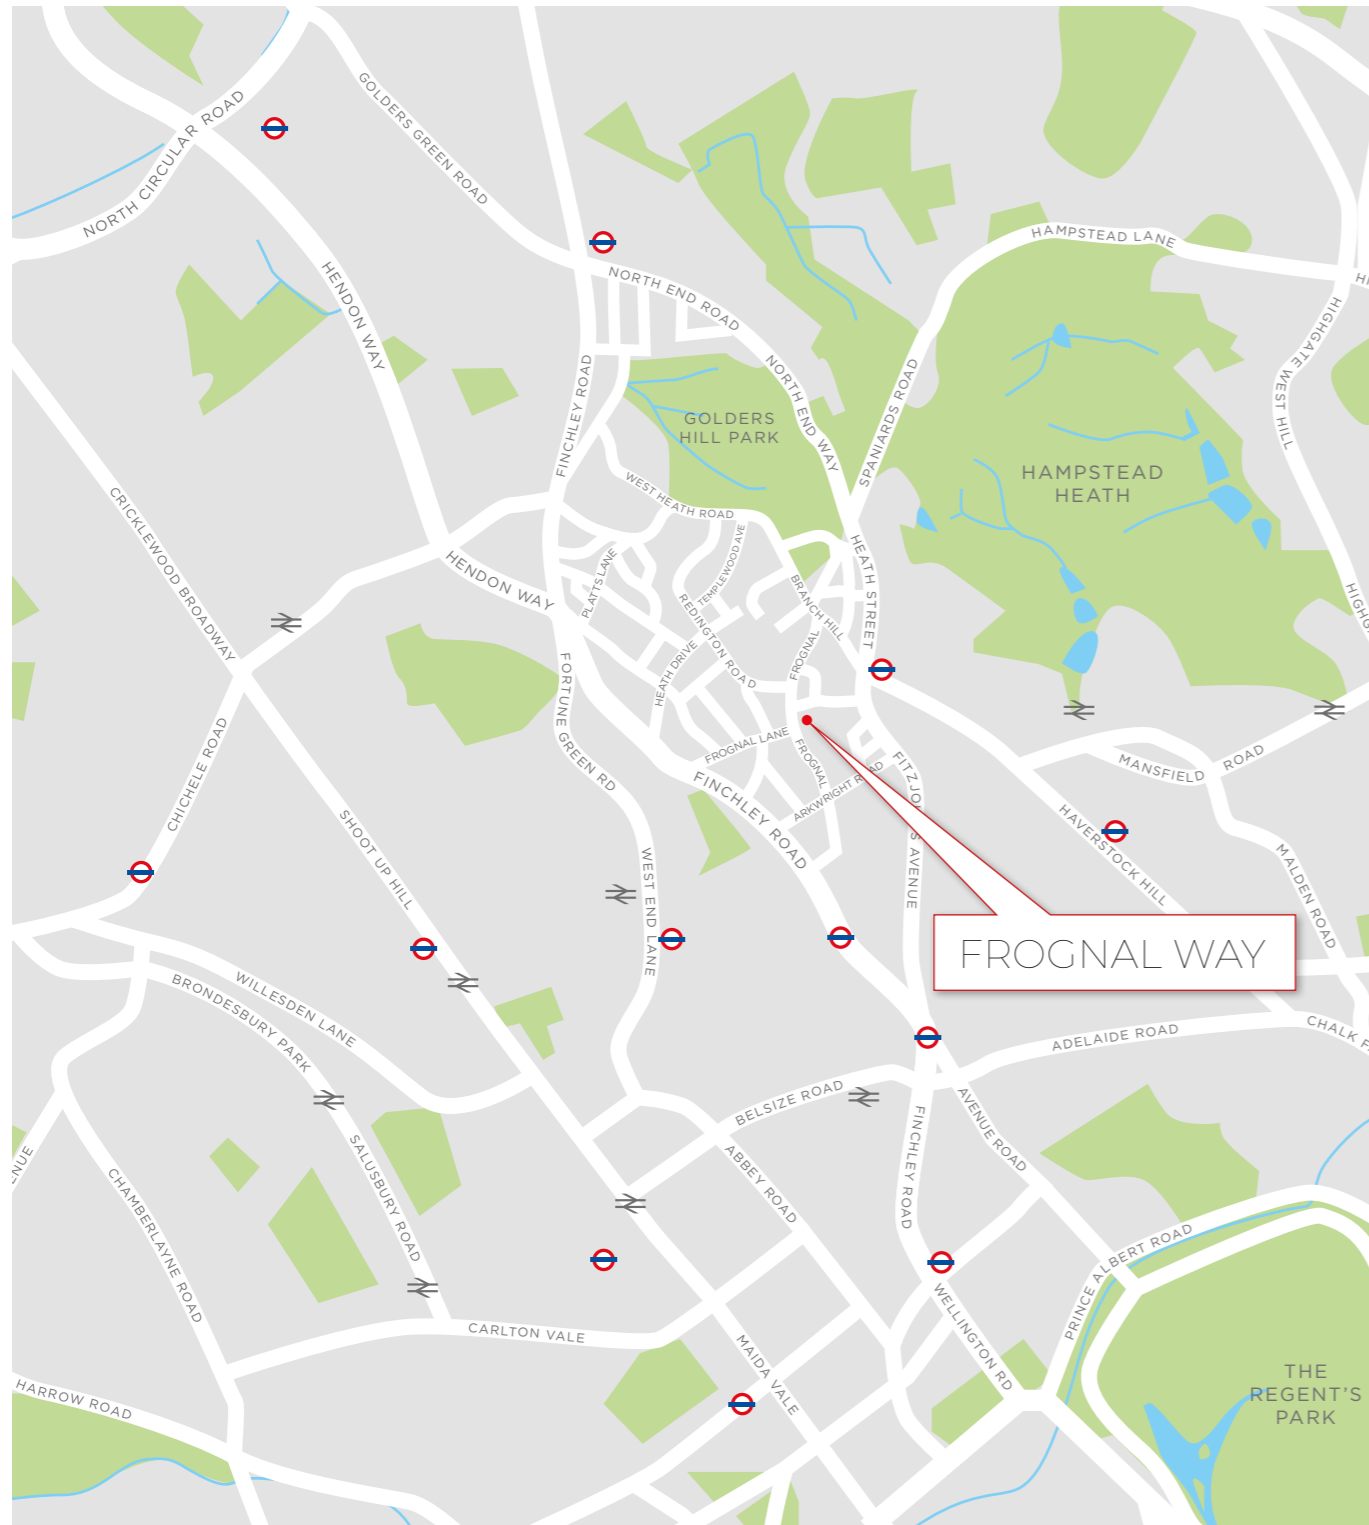 NORTH CIRCULAR ROAD
GOLDERS GREEN ROAD
HAMPSTEAD LANE
HI
HENDON WAY
NORTH END ROAD
HIGHGATE WEST HILL
FINCHLEY ROAD
NORTH END WAY
SPANIARDS ROAD
GOLDERS
HILL PARK
HAMPSTEAD
HEATH
CRICKLEWOOD BROADWAY
WEST HEATH ROAD
HENDON WAY
PLATTS LANE
TEMPLEWOOD AVE
REDINGTON ROAD
BRANCH HILL
HEATH STREET
HIGHG
FROGNAL
HEATH DRIVE
FORTUNE GREEN RD
FROGNAL LANE
FROGNAL
ARKWRIGHT ROAD
FITZJO S AVENUE
MANSFIELD ROAD
CHICHELE ROAD
SHOOT UP HILL
FINCHLEY ROAD
HAVERSTOCK HILL
MALDEN ROAD
WEST END LANE
FROGNAL WAY
WILLESDEN LANE
BRONDESBURY PARK
ADELAIDE ROAD
CHALK F
BELSIZE ROAD
AVENUE ROAD
FINCHLEY ROAD
ENUE
SALUSBURY ROAD
ABBEY ROAD
CHAMBERLAYNE ROAD
PRINCE ALBERT ROAD
CARLTON VALE
MAIDA VALE
WELLINGTON RD
HARROW ROAD
THE
REGENT'S
PARK